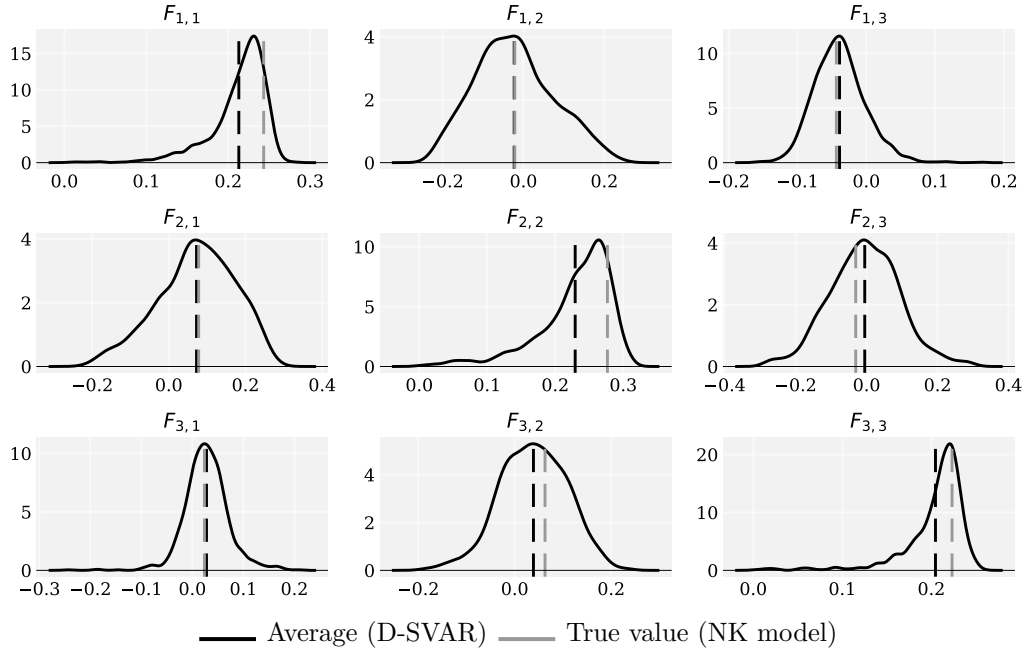 F1,1 F1,2 F1,3
15 4 10
10
5 2 5
0 0 0
0.0 0.1 0.2 0.3 −0.2 0.0 0.2 −0.2 −0.1 0.0 0.1 0.2
F2,1 F2,2 F2,3
4 10 4
2 5 2
0 0 0
−0.2 0.0 0.2 0.4 0.0 0.1 0.2 0.3 −0.4 −0.2 0.0 0.2 0.4
F3,1 F3,2 F3,3
10 4 20
5 2 10
0 0 0
−0.3 −0.2 −0.1 0.0 0.1 0.2 −0.2 0.0 0.2 0.0 0.1 0.2
Average (D-SVAR) True value (NK model)